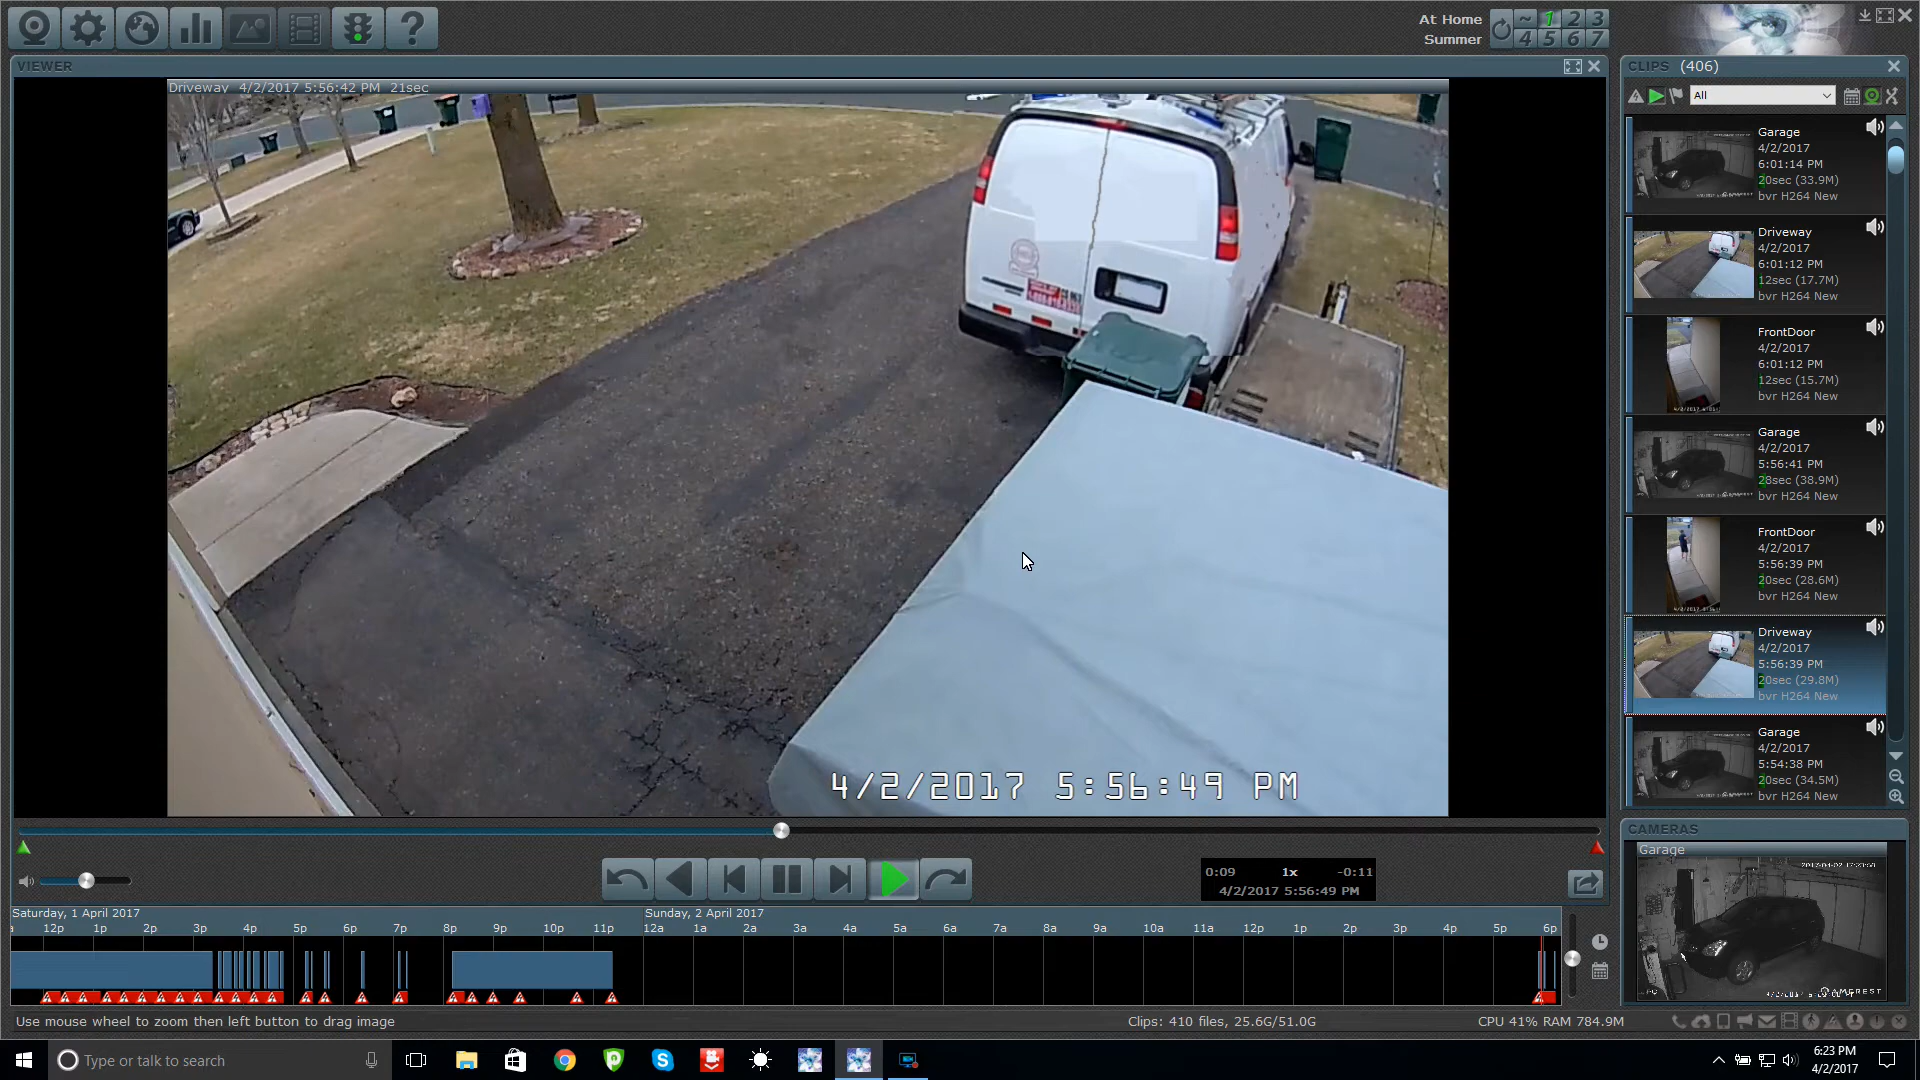 At Home
Summer
~ 1 2 3
4 5 6 7
VIEWER
Driveway 4/2/2017 5:56:42 PM 21sec
4/2/2017 5:56:49 PM
CLIPS (406)
All
Garage
4/2/2017
6:01:14 PM
20sec (33.9M)
bvr H264 New
Driveway
4/2/2017
6:01:12 PM
12sec (17.7M)
bvr H264 New
FrontDoor
4/2/2017
6:01:12 PM
12sec (15.7M)
bvr H264 New
Garage
4/2/2017
5:56:41 PM
28sec (38.9M)
bvr H264 New
FrontDoor
4/2/2017
5:56:39 PM
20sec (28.6M)
bvr H264 New
Driveway
4/2/2017
5:56:39 PM
20sec (29.8M)
bvr H264 New
Garage
4/2/2017
5:54:38 PM
20sec (34.5M)
bvr H264 New
CAMERAS
Garage
AMCREST
0:09 1x -0:11
4/2/2017 5:56:49 PM
Saturday, 1 April 2017 Sunday, 2 April 2017
12p 1p 2p 3p 4p 5p 6p 7p 8p 9p 10p 11p 12a 1a 2a 3a 4a 5a 6a 7a 8a 9a 10a 11a 12p 1p 2p 3p 4p 5p 6p
Use mouse wheel to zoom then left button to drag image
Clips: 410 files, 25.6G/51.0G
CPU 41% RAM 784.9M
Type or talk to search
6:23 PM
4/2/2017